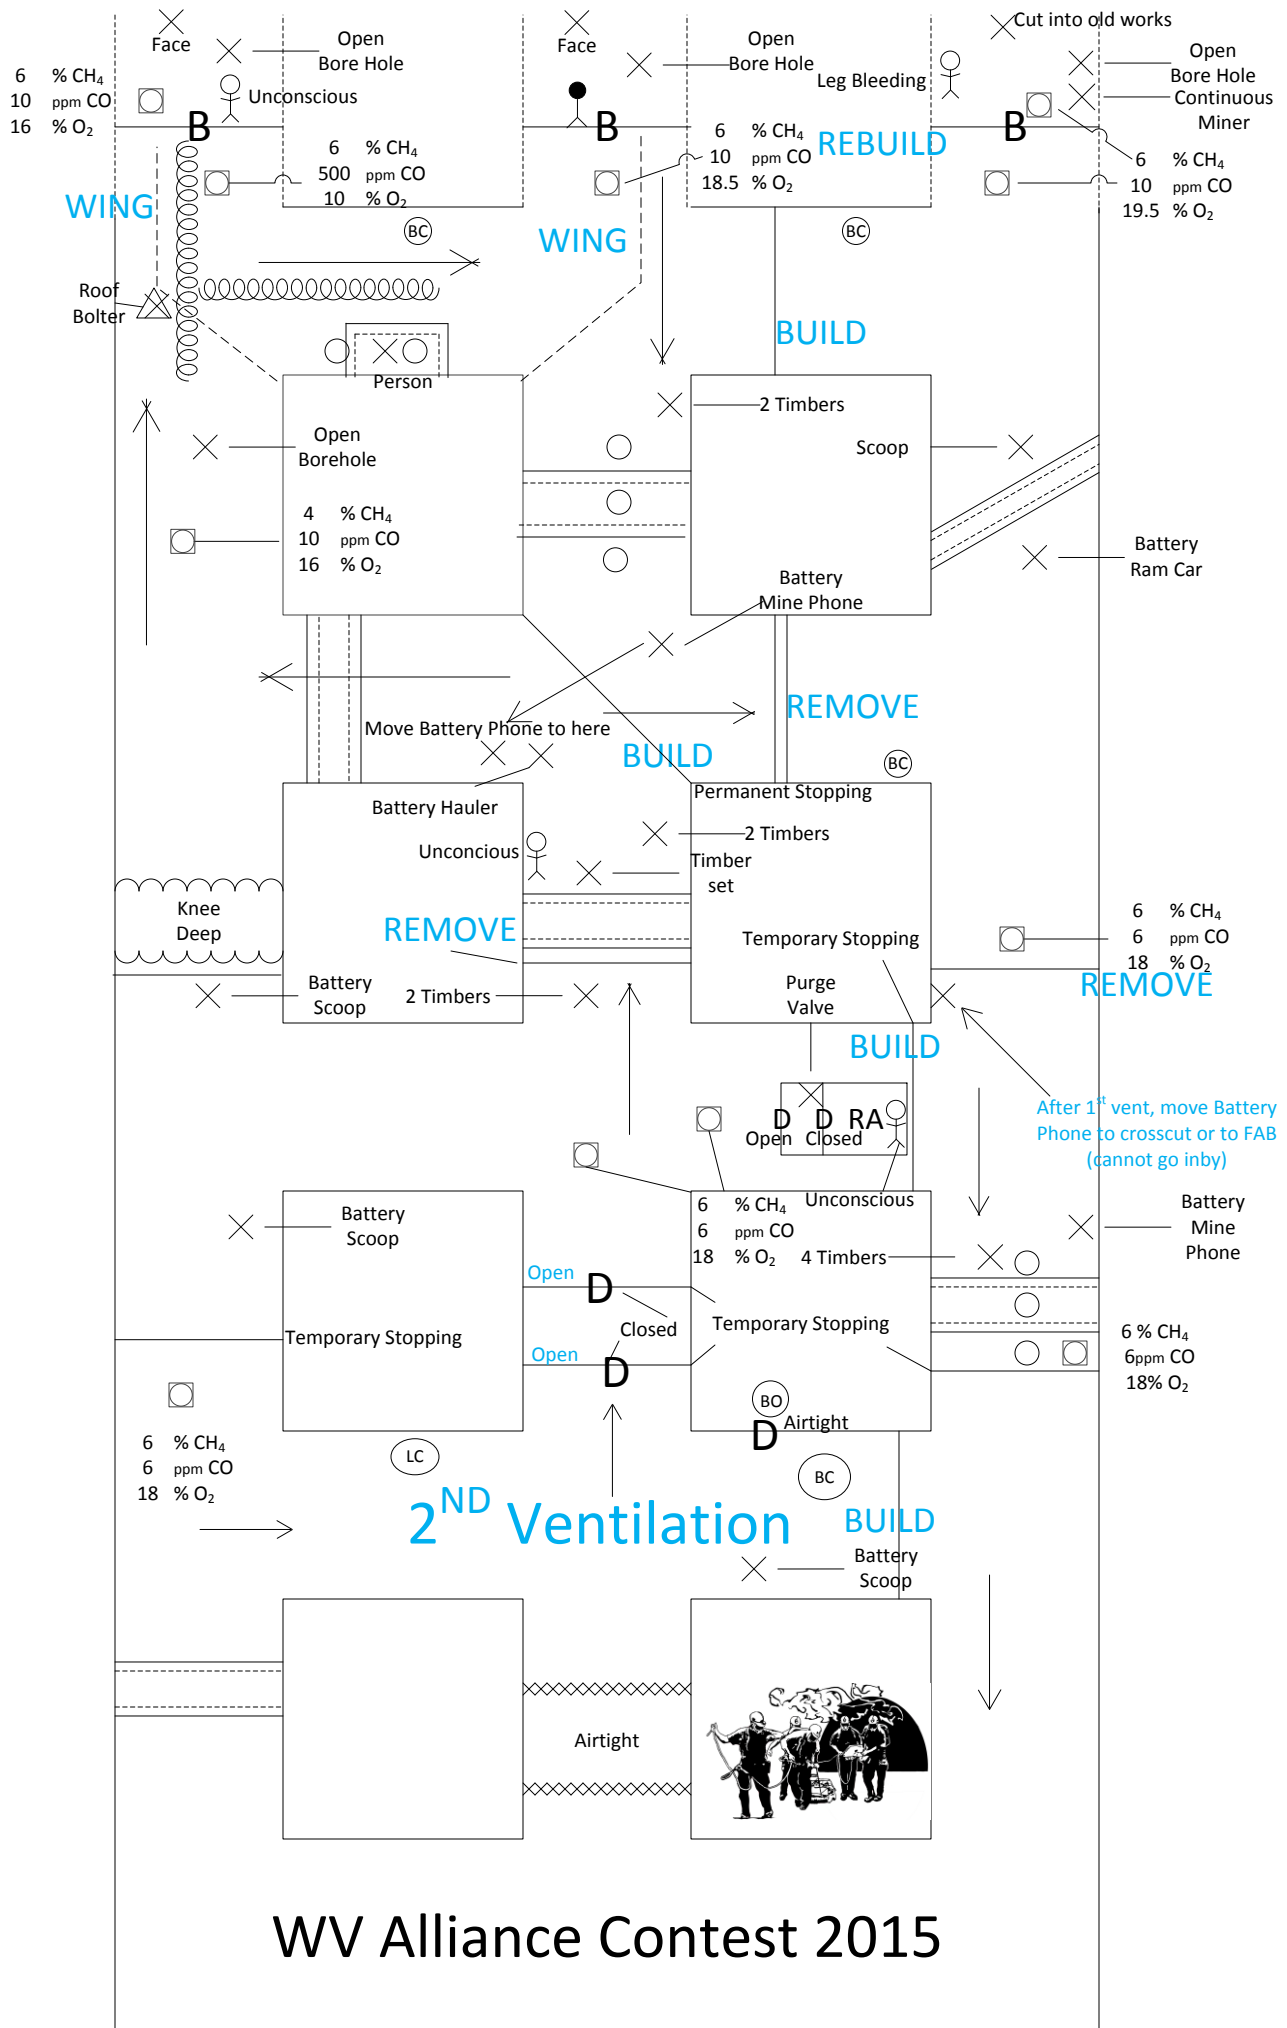 Cut into old works
Face
Open
Bore Hole
Face
Open
Bore Hole
Open
Bore Hole
6 % CH₄
10 ppm CO
16 % O₂
Unconscious
Leg Bleeding
Continuous
Miner
B
B
B
6 % CH₄
500 ppm CO
10 % O₂
6 % CH₄
10 ppm CO
18.5 % O₂
REBUILD
6 % CH₄
10 ppm CO
19.5 % O₂
WING
WING
BC
BC
Roof
Bolter
BUILD
Person
2 Timbers
Open
Borehole
Scoop
4 % CH₄
10 ppm CO
16 % O₂
Battery
Ram Car
Battery
Mine Phone
REMOVE
Move Battery Phone to here
BUILD
BC
Permanent Stopping
Battery Hauler
2 Timbers
Unconcious
Timber
set
Knee
Deep
REMOVE
Temporary Stopping
6 % CH₄
6 ppm CO
18 % O₂
REMOVE
Battery
Scoop
2 Timbers
Purge
Valve
BUILD
After 1st vent, move Battery
Phone to crosscut or to FAB
(cannot go inby)
D D RA
Open Closed
Unconscious
Battery
Scoop
6 % CH₄
6 ppm CO
18 % O₂
4 Timbers
Battery
Mine
Phone
Open
D
Closed
Temporary Stopping
Temporary Stopping
Open
D
6 % CH₄
6ppm CO
18% O₂
BO
D
Airtight
6 % CH₄
6 ppm CO
18 % O₂
LC
BC
2ND Ventilation
BUILD
Battery
Scoop
Airtight
WV Alliance Contest 2015